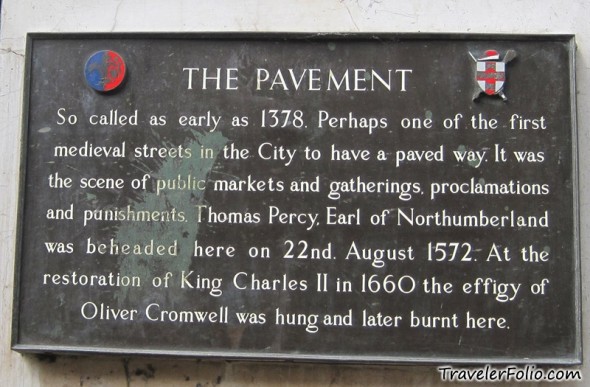 THE PAVEMENT
So called as early as 1378. Perhaps one of the first
medieval streets in the City to have a paved way. It was
the scene of public markets and gatherings, proclamations
and punishments. Thomas Percy, Earl of Northumberland
was beheaded here on 22nd. August 1572. At the
restoration of King Charles II in 1660 the effigy of
Oliver Cromwell was hung and later burnt here.
TravelerFolio.com